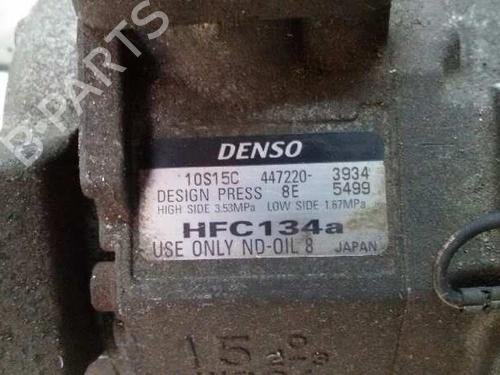 B-PARTS
DENSO
10S15C 447220- 3934
DESIGN PRESS 8E 5499
HIGH SIDE 3.53MPa LOW SIDE 1.67MPa
HFC134a
USE ONLY ND-OIL 8 JAPAN
15